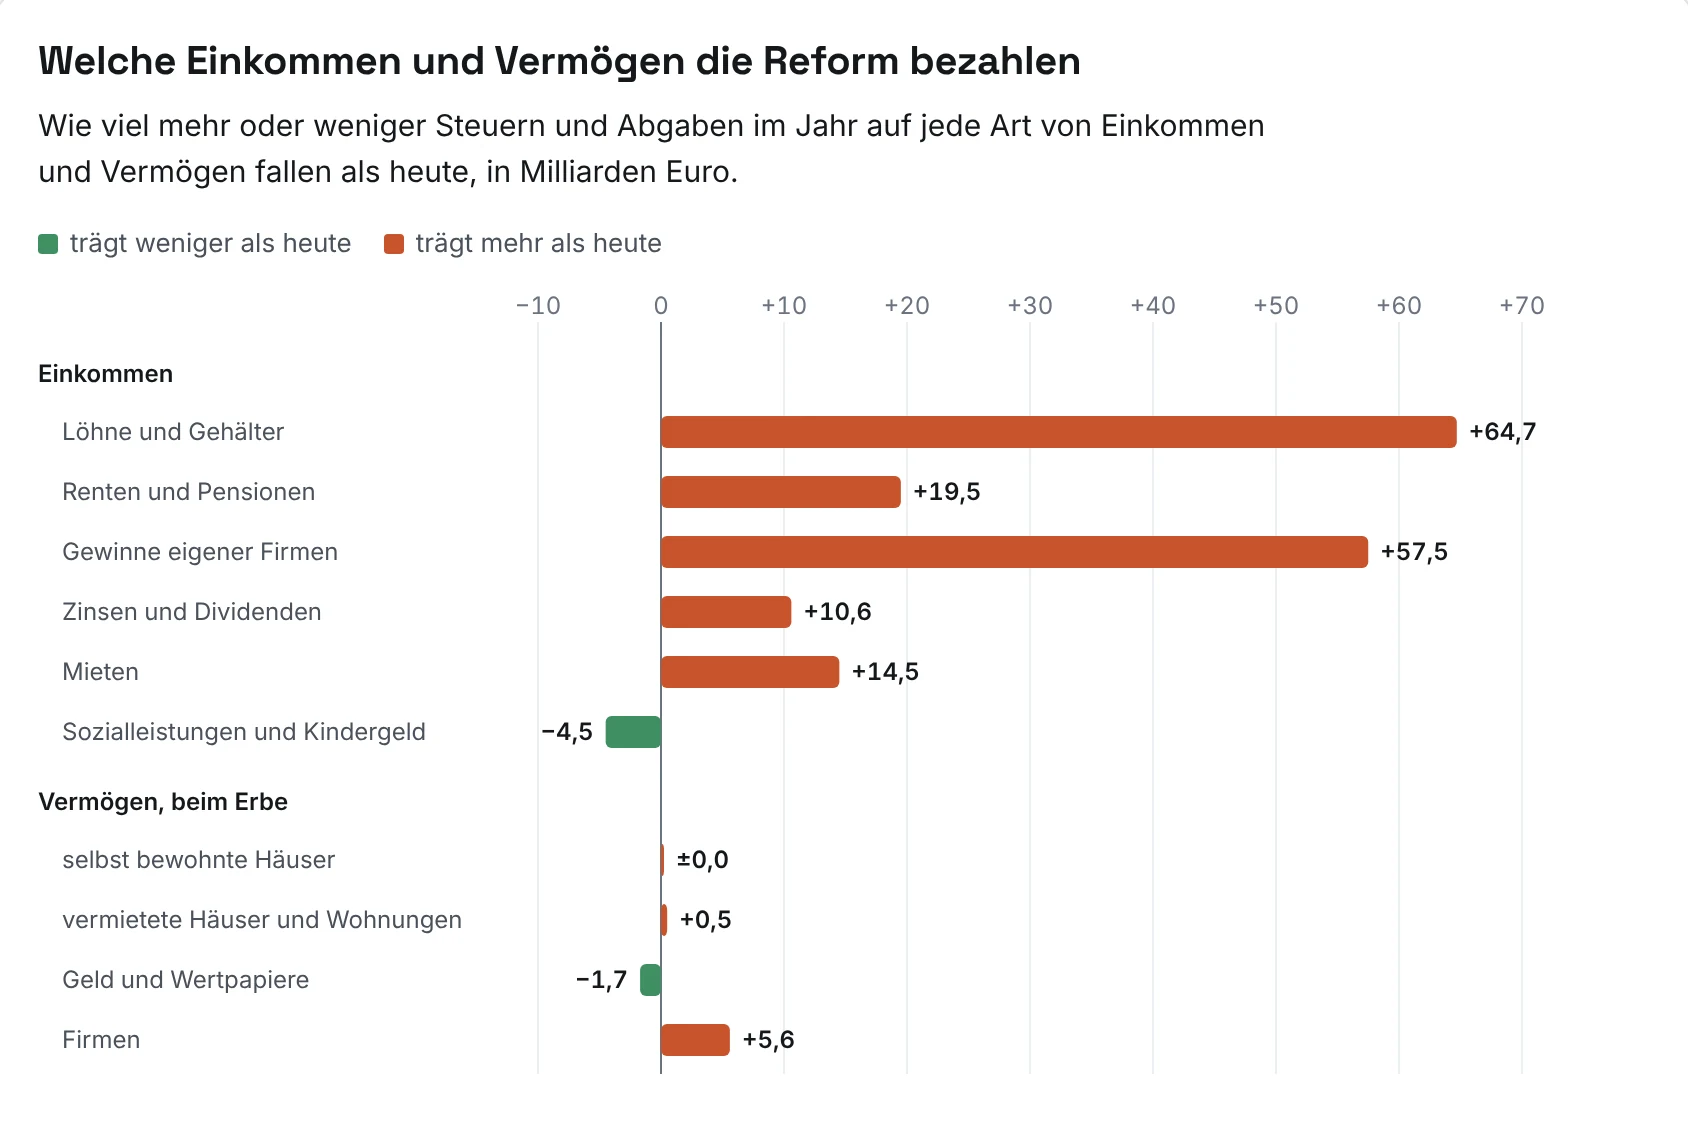 Welche Einkommen und Vermögen die Reform bezahlen
Wie viel mehr oder weniger Steuern und Abgaben im Jahr auf jede Art von Einkommen
und Vermögen fallen als heute, in Milliarden Euro.
trägt weniger als heute trägt mehr als heute
−10 0 +10 +20 +30 +40 +50 +60 +70
Einkommen
Löhne und Gehälter +64,7
Renten und Pensionen +19,5
Gewinne eigener Firmen +57,5
Zinsen und Dividenden +10,6
Mieten +14,5
Sozialleistungen und Kindergeld −4,5
Vermögen, beim Erbe
selbst bewohnte Häuser ±0,0
vermietete Häuser und Wohnungen +0,5
Geld und Wertpapiere −1,7
Firmen +5,6